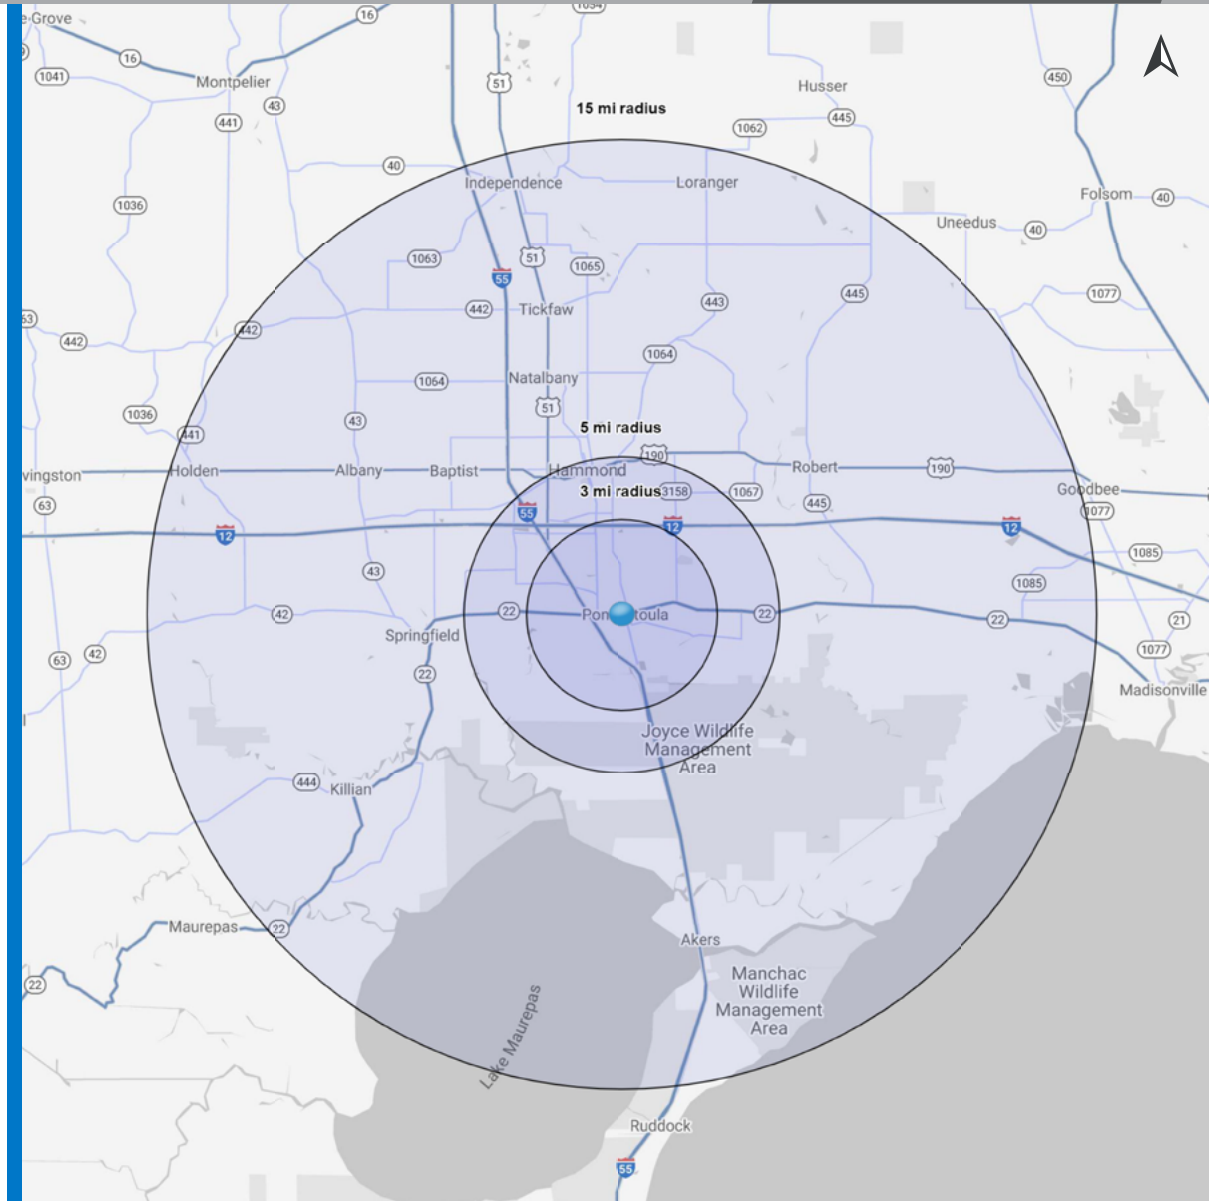 e-Grove
16
1054
16
1041
Montpelier
51
450
Husser
43
15 mi radius
441
445
1062
40
Independence
Loranger
Folsom
40
1036
Uneedus
40
1063
51
1065
55
445
1077
442
Tickfaw
443
63
442
442
1064
Natalbany
1064
51
1036
43
5 mi radius
441
190
vingston
Holden
Albany
Baptist
Hammond
Robert
190
3 mi radius
3158
1067
Goodbee
63
445
1077
55
12
12
12
1085
43
1085
42
22
22
22
21
Springfield
42
63
1077
22
Madisonville
Joyce Wildlife
Management
Area
444
Killian
Maurepas
22
Akers
22
Manchac
Wildlife
Management
Area
Lake Maurepas
Ruddock
55